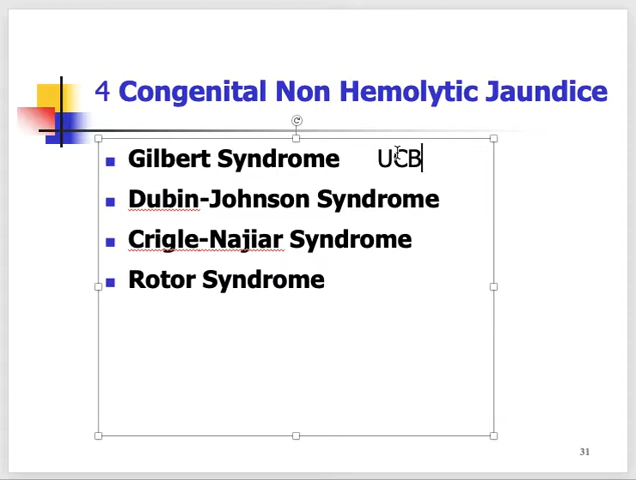 4 Congenital Non Hemolytic Jaundice
Gilbert Syndrome UCB
Dubin-Johnson Syndrome
Crigle-Najiar Syndrome
Rotor Syndrome
31